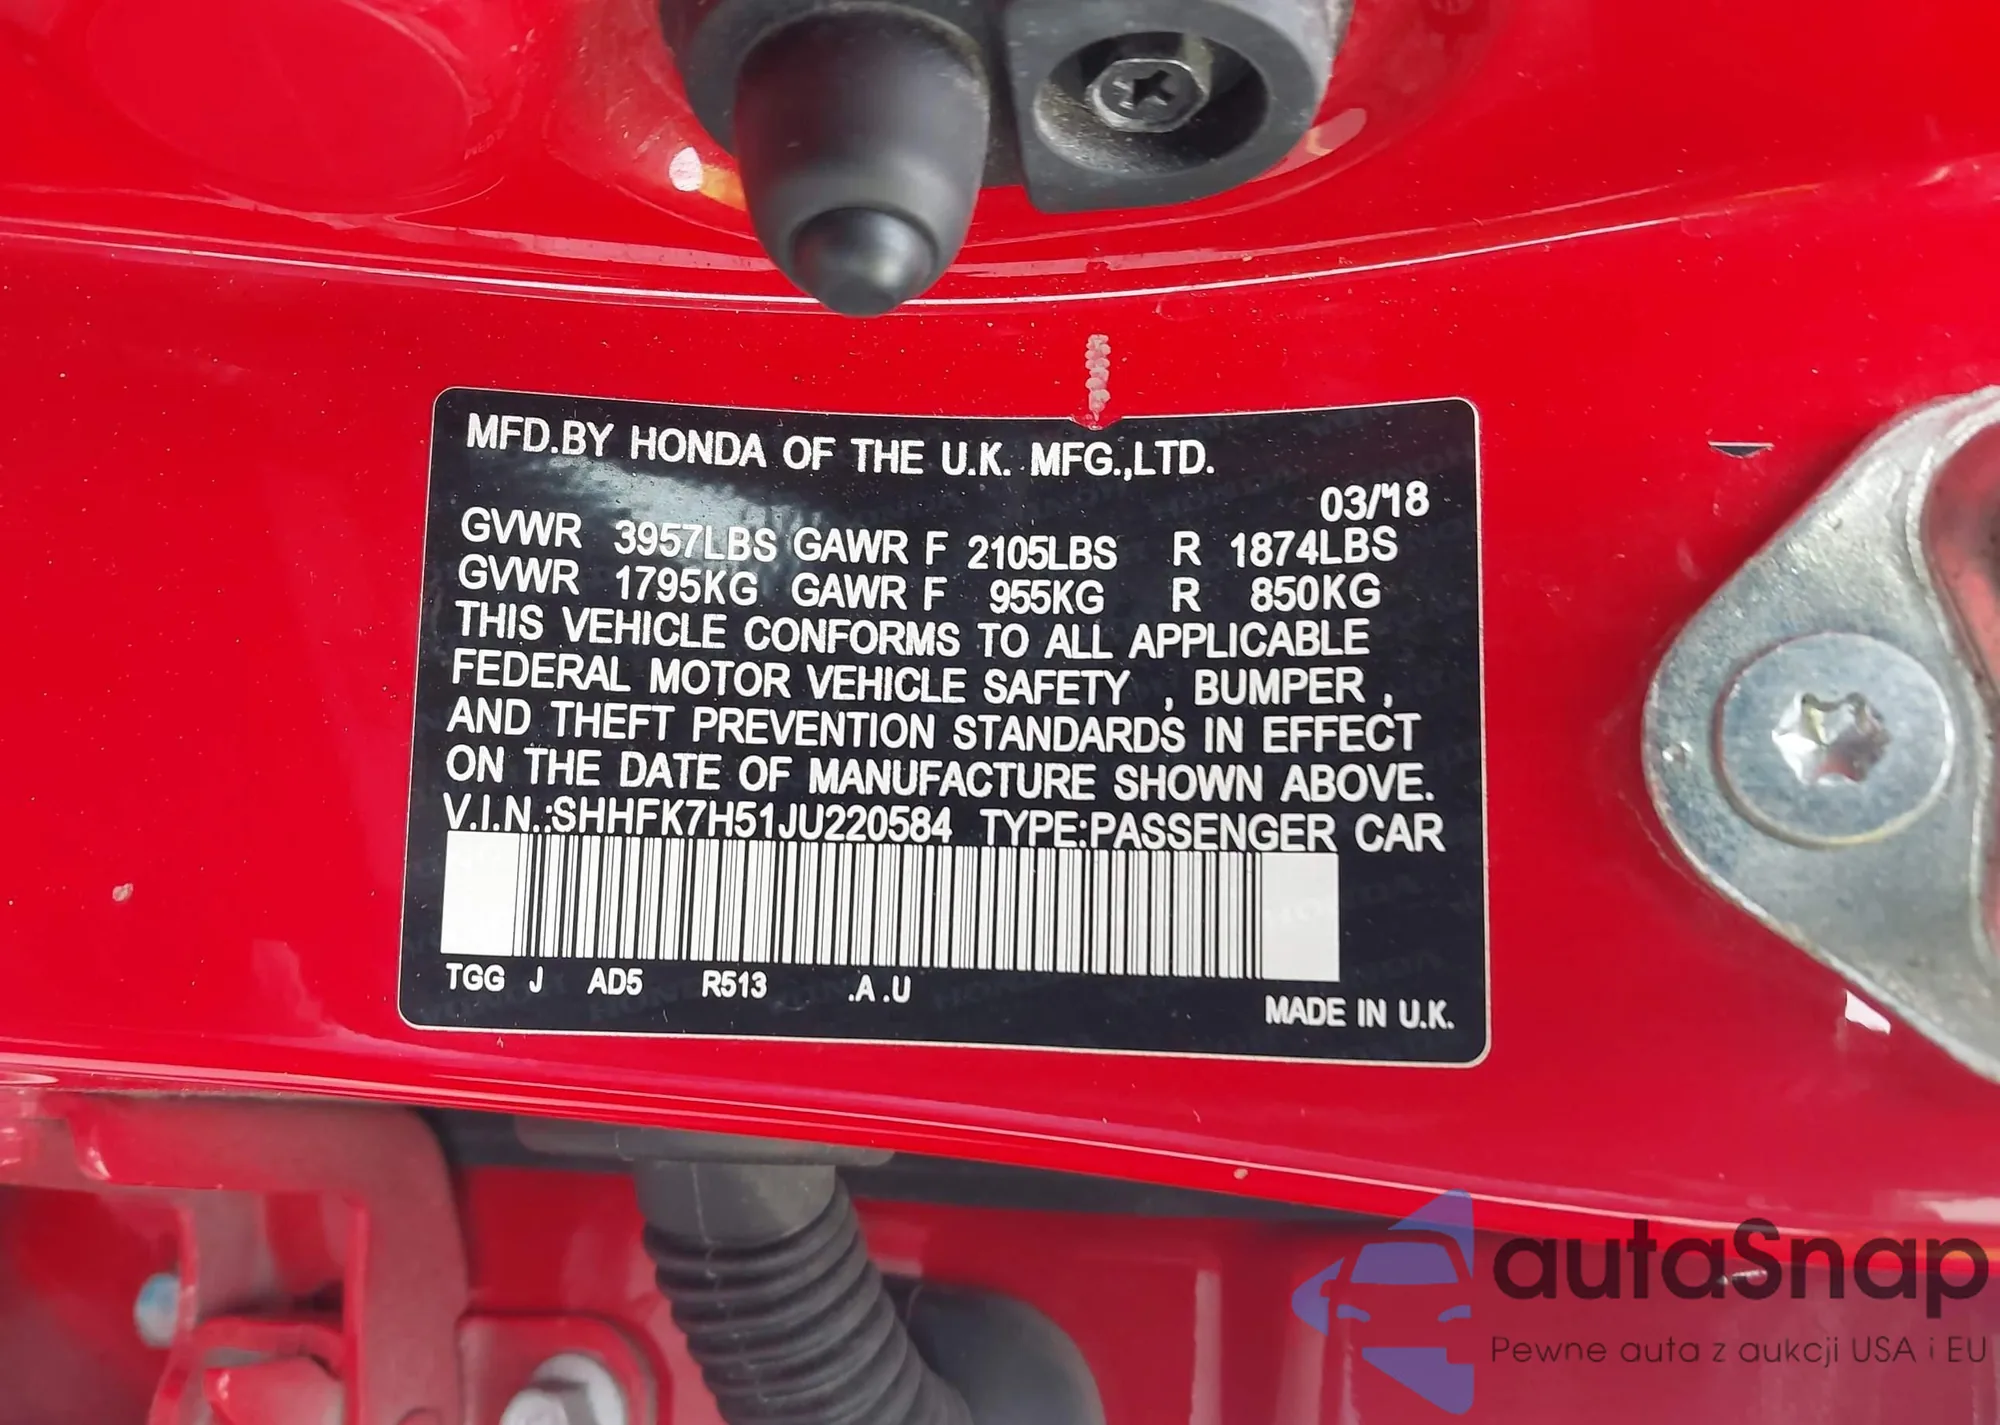 MFD.BY HONDA OF THE U.K. MFG.,LTD.
03/18
GVWR 3957LBS GAWR F 2105LBS R 1874LBS
GVWR 1795KG GAWR F 955KG R 850KG
THIS VEHICLE CONFORMS TO ALL APPLICABLE
FEDERAL MOTOR VEHICLE SAFETY , BUMPER ,
AND THEFT PREVENTION STANDARDS IN EFFECT
ON THE DATE OF MANUFACTURE SHOWN ABOVE.
V.I.N.:SHHFK7H51JU220584 TYPE:PASSENGER CAR
TGG J AD5 R513 .A .U
MADE IN U.K.
autaSnap
Pewne auta z aukcji USA i EU